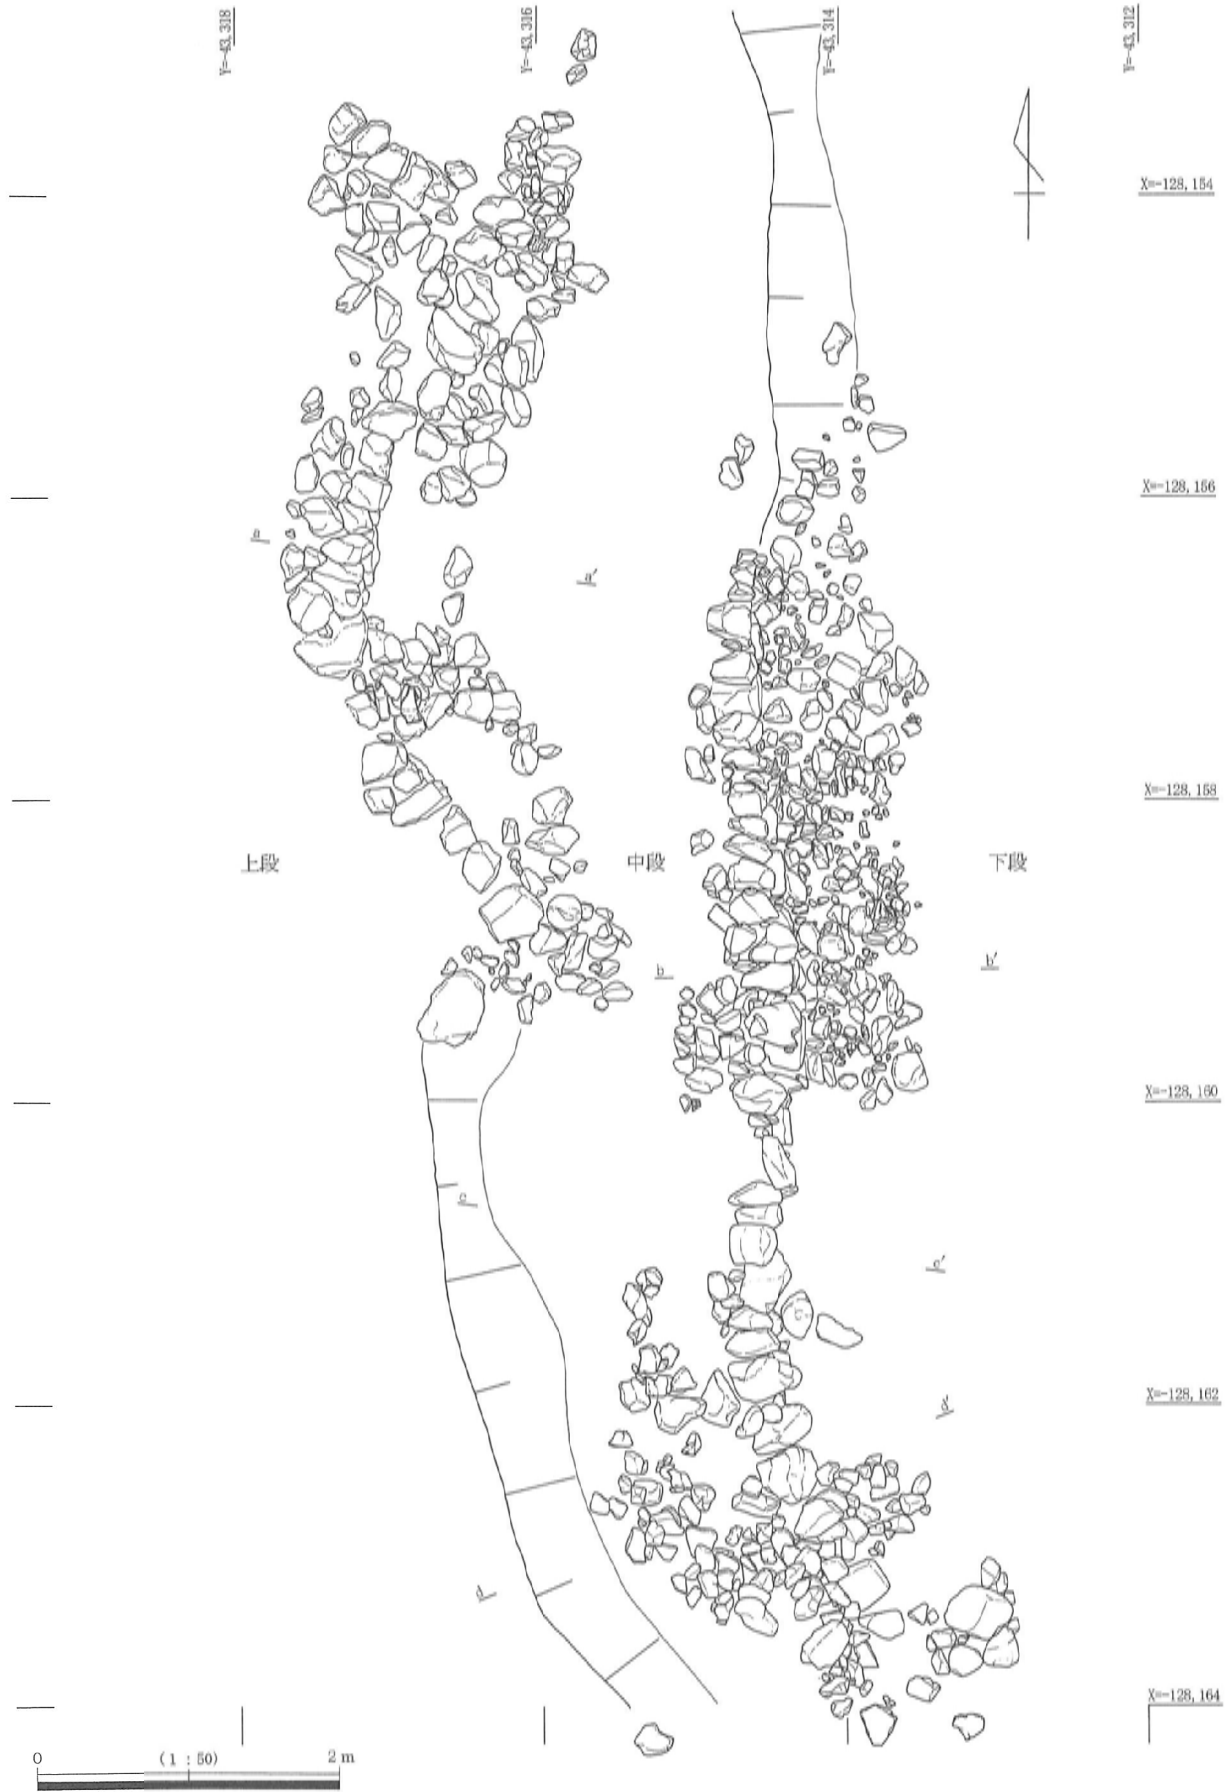 Y=-43,318
Y=-43,316
Y=-43,314
Y=-43,312
X=-128,154
X=-128,156
a
a'
X=-128,158
上段
中段
下段
b
b'
X=-128,160
c
c'
X=-128,162
d'
d
X=-128,164
0
(1:50)
2m